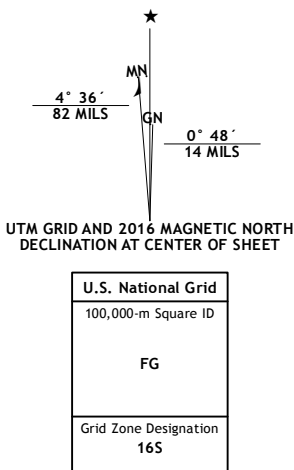 ★
MN
4° 36´
82 MILS
GN
0° 48´
14 MILS
UTM GRID AND 2016 MAGNETIC NORTH
DECLINATION AT CENTER OF SHEET
U.S. National Grid
100,000-m Square ID
FG
Grid Zone Designation
16S